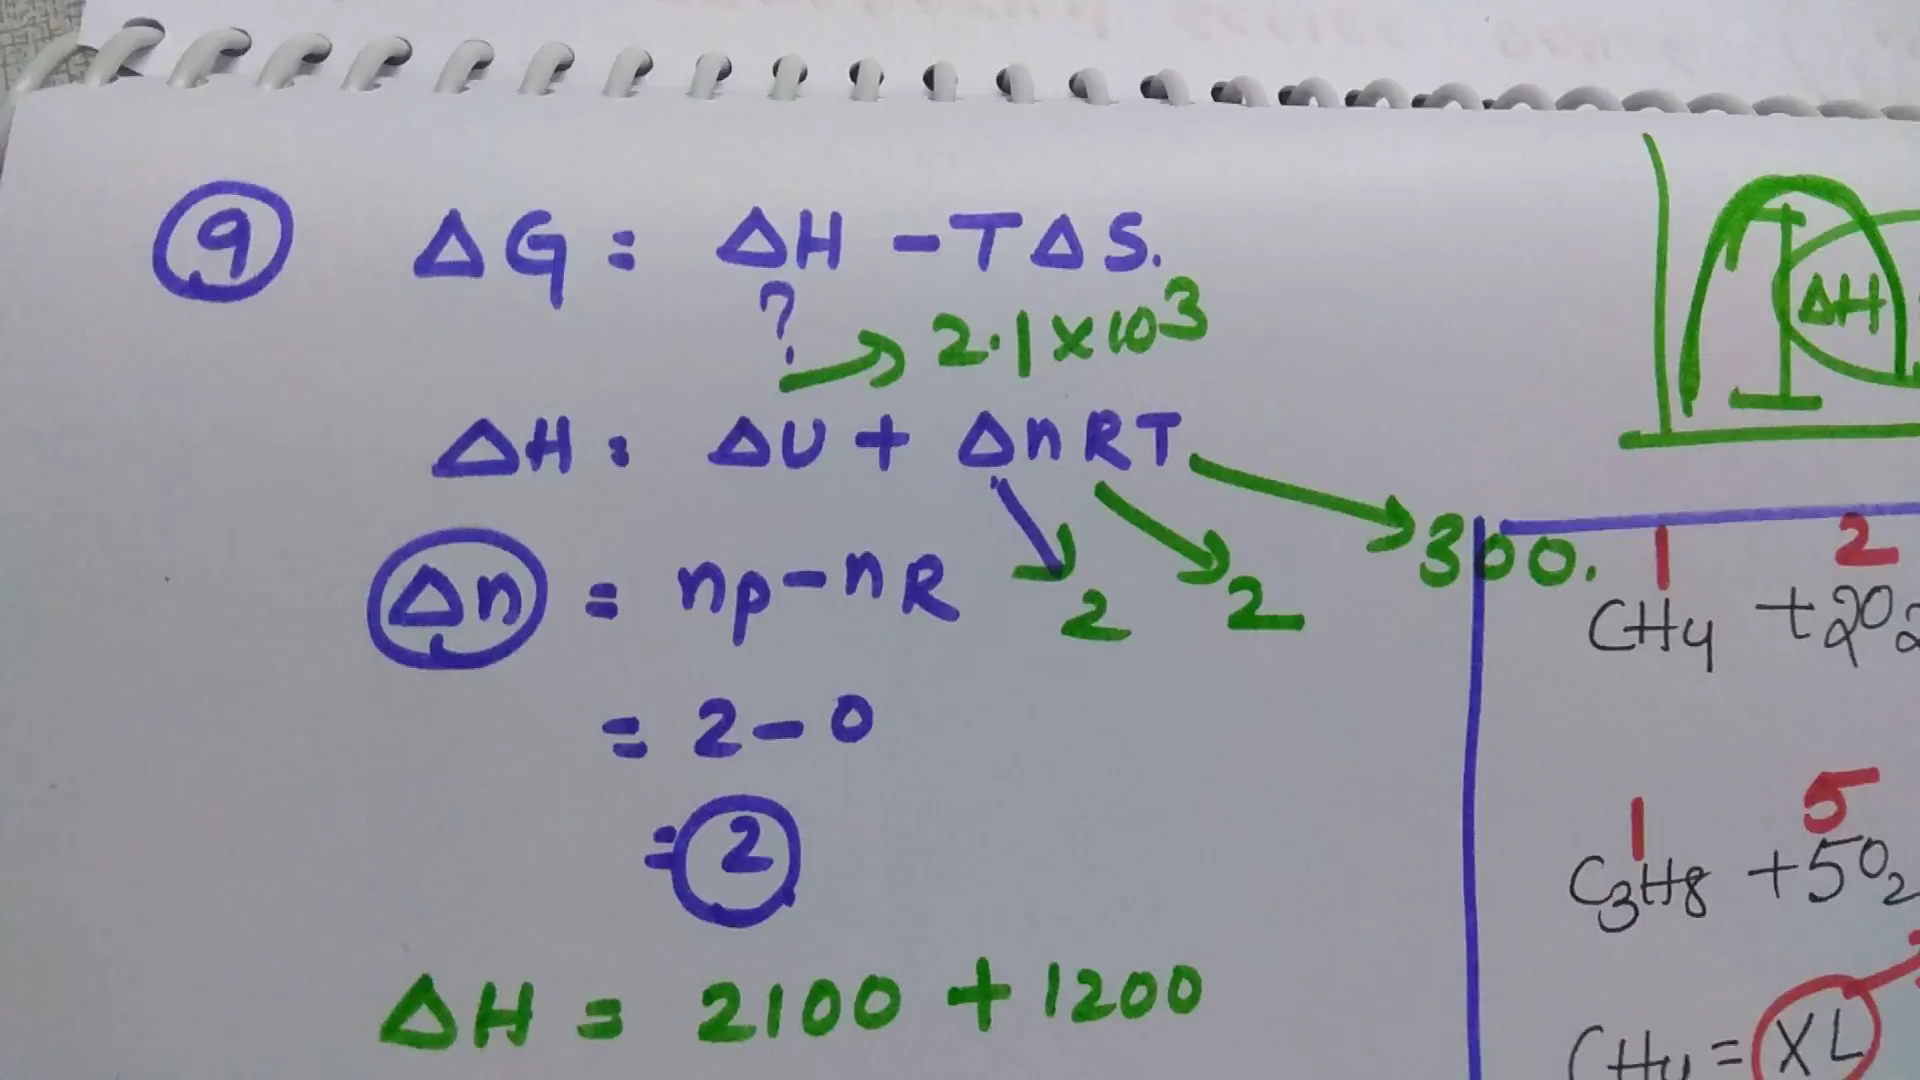 9 ΔG = ΔH - TΔS.
? → 2.1×10³
ΔH = ΔU + ΔnRT
2 2 300.
Δn = np - nR
= 2 - 0
= 2
ΔH = 2100 + 1200
ΔH
1 2
CH4 + 2O2
1 5
C3H8 + 5O2
CH4 = XL